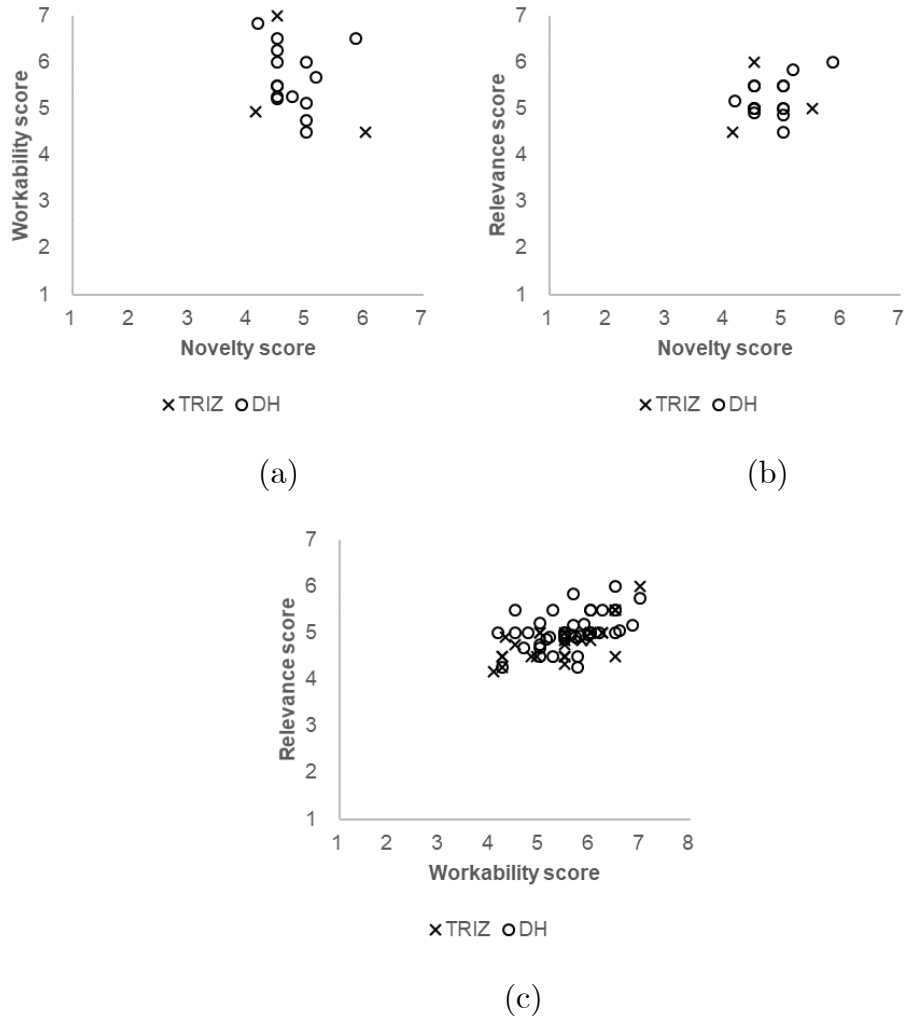 7
6
5
4
3
2
1
Workability score
1 2 3 4 5 6 7
Novelty score
× TRIZ o DH
(a)
7
6
5
4
3
2
1
Relevance score
1 2 3 4 5 6 7
Novelty score
× TRIZ o DH
(b)
7
6
5
4
3
2
1
Relevance score
1 2 3 4 5 6 7 8
Workability score
× TRIZ o DH
(c)